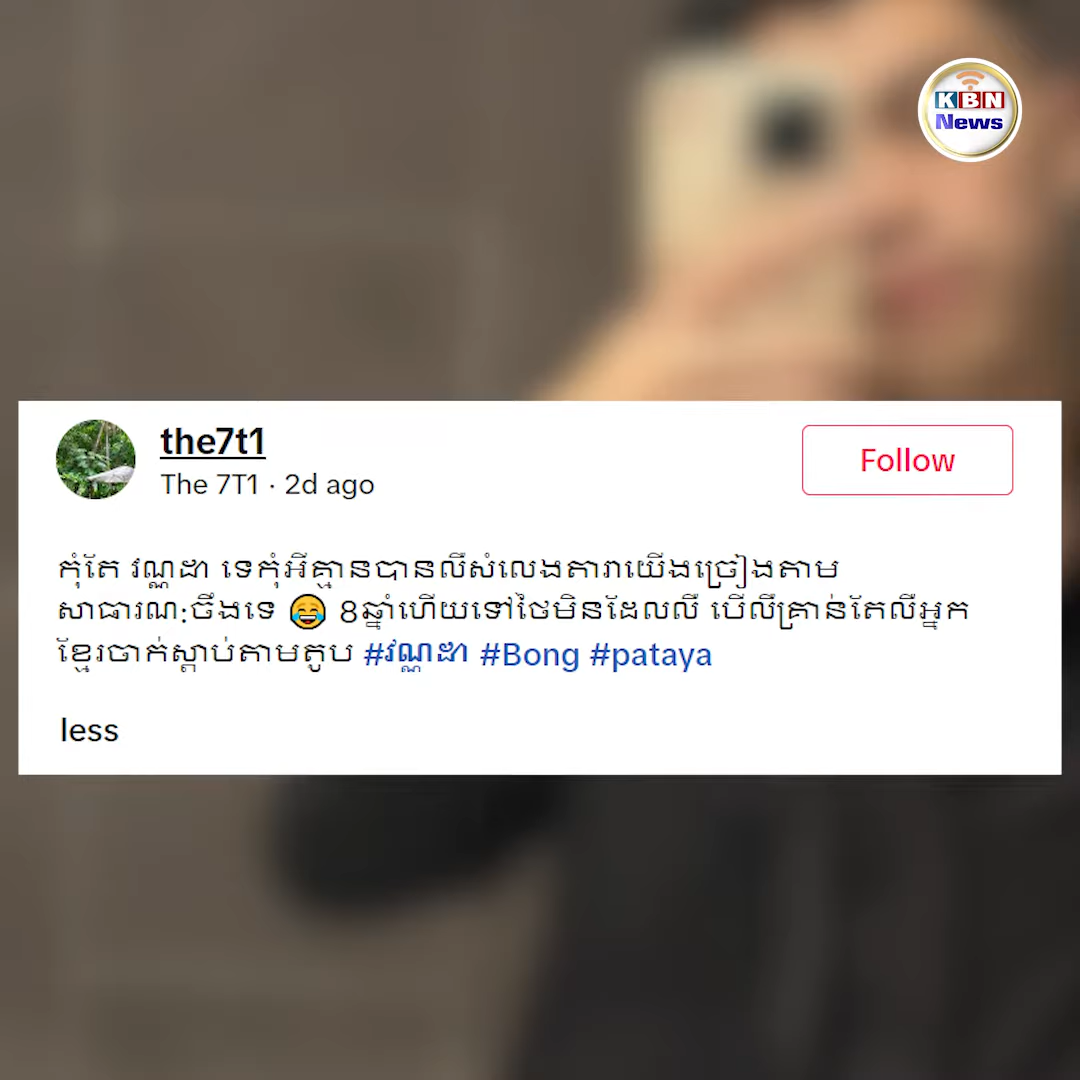 KBN
News
the7t1
The 7T1 · 2d ago
Follow
កុំតែ វណ្ណដា ទេកុំអីគ្មានបានលឺសំលេងតារាយើងច្រៀងតាម
សាធារណ:ចឹងទេ 😂 8ឆ្នាំហើយទៅថៃមិនដែលលឺ បើលឺគ្រាន់តែលឺអ្នក
ខ្មែរចាក់ស្ដាប់តាមតូប #វណ្ណដា #Bong #pataya
less